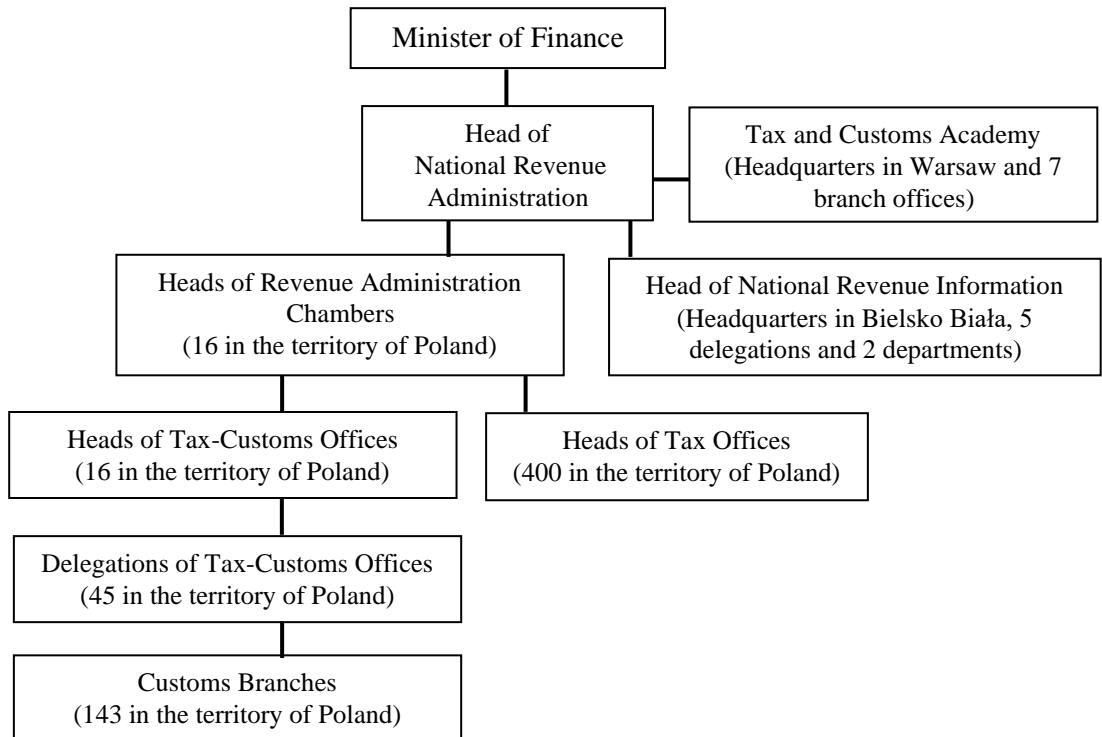 Minister of Finance
Head of
National Revenue
Administration
Tax and Customs Academy
(Headquarters in Warsaw and 7
branch offices)
Heads of Revenue Administration
Chambers
(16 in the territory of Poland)
Head of National Revenue Information
(Headquarters in Bielsko Biała, 5
delegations and 2 departments)
Heads of Tax-Customs Offices
(16 in the territory of Poland)
Heads of Tax Offices
(400 in the territory of Poland)
Delegations of Tax-Customs Offices
(45 in the territory of Poland)
Customs Branches
(143 in the territory of Poland)